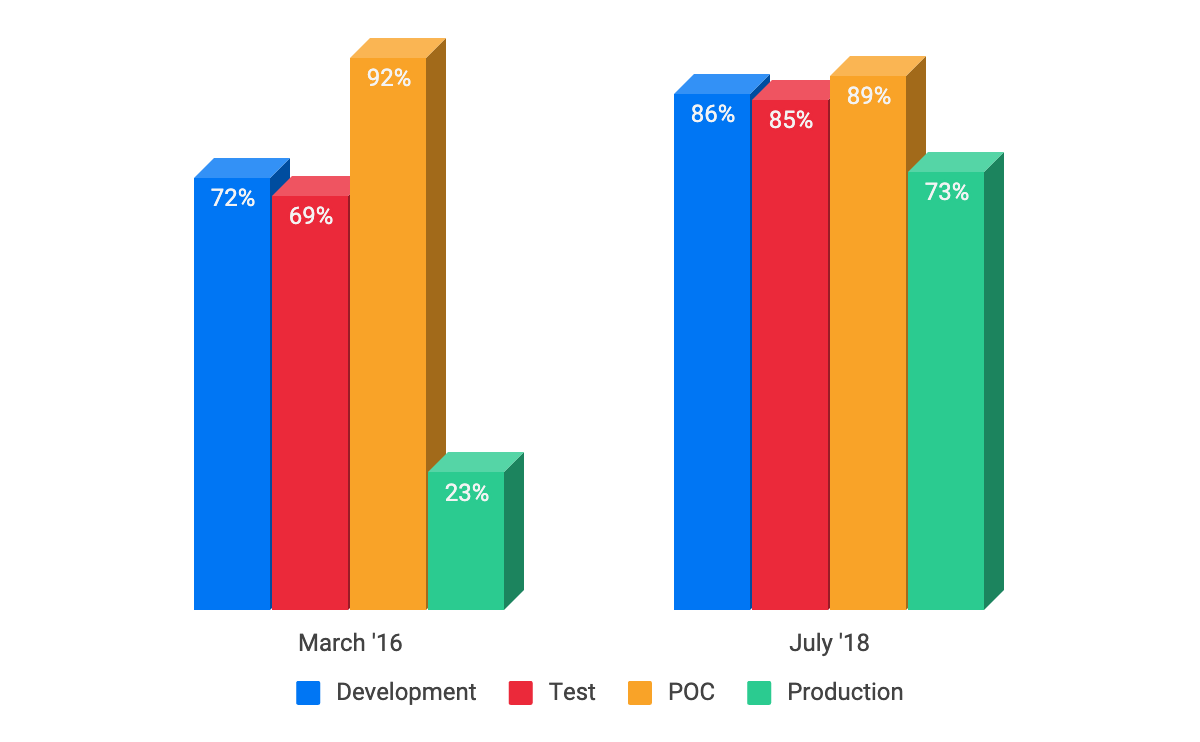 92%
89%
86%
85%
72%
69%
73%
23%
March '16
July '18
Development
Test
POC
Production